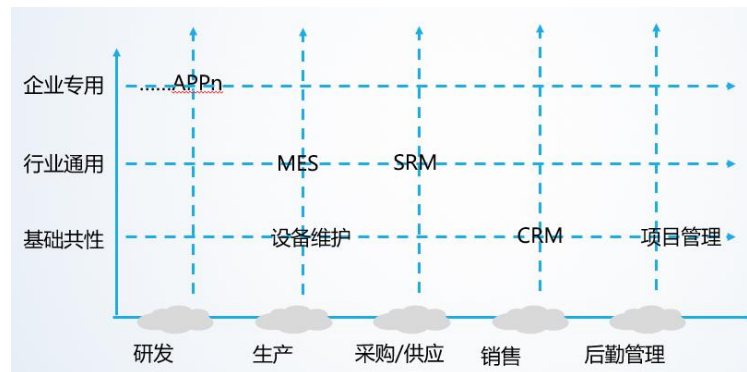 企业专用
......APPn
行业通用
MES
SRM
基础共性
设备维护
CRM
项目管理
研发
生产
采购/供应
销售
后勤管理